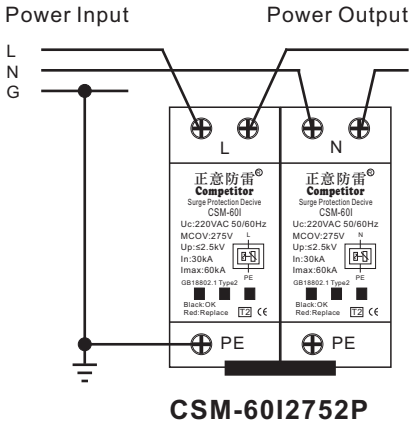 Power Input
Power Output
L
N
G
L
N
正意防雷®
Competitor
Surge Protection Decive
CSM-60I
Uc:220VAC 50/60Hz
MCOV:275V
L
Up:≤2.5kV
In:30kA
Imax:60kA
PE
GB18802.1 Type2
Black:OK
Red:Replace
T2
CE
正意防雷®
Competitor
Surge Protection Decive
CSM-60I
Uc:220VAC 50/60Hz
MCOV:275V
N
Up:≤2.5kV
In:30kA
Imax:60kA
PE
GB18802.1 Type2
Black:OK
Red:Replace
T2
CE
PE
PE
CSM-60I2752P